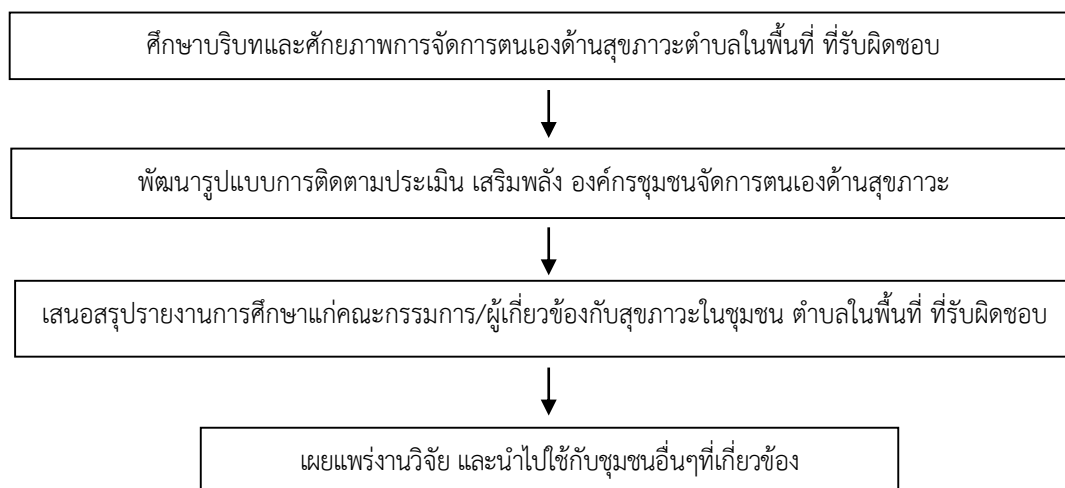 ศึกษาบริบทและศักยภาพการจัดการตนเองด้านสุขภาวะตำบลในพื้นที่ ที่รับผิดชอบ
พัฒนารูปแบบการติดตามประเมิน เสริมพลัง องค์กรชุมชนจัดการตนเองด้านสุขภาวะ
เสนอสรุปรายงานการศึกษาแก่คณะกรรมการ/ผู้เกี่ยวข้องกับสุขภาวะในชุมชน ตำบลในพื้นที่ ที่รับผิดชอบ
เผยแพร่งานวิจัย และนำไปใช้กับชุมชนอื่นๆที่เกี่ยวข้อง